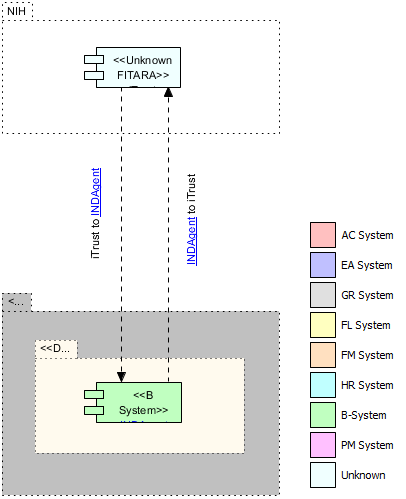 NIH
<<Unknown
FITARA>>
iTrust to INDAgent
INDAgent to iTrust
<...
<<D...
<<B
System>>
AC System
EA System
GR System
FL System
FM System
HR System
B-System
PM System
Unknown